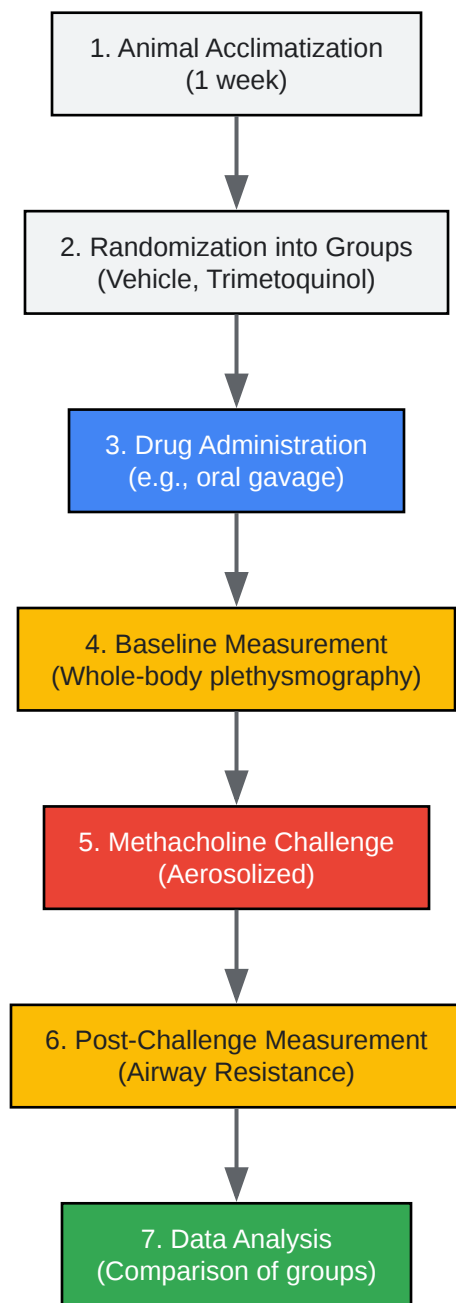 1. Animal Acclimatization
(1 week)
2. Randomization into Groups
(Vehicle, Trimetoquinol)
3. Drug Administration
(e.g., oral gavage)
4. Baseline Measurement
(Whole-body plethysmography)
5. Methacholine Challenge
(Aerosolized)
6. Post-Challenge Measurement
(Airway Resistance)
7. Data Analysis
(Comparison of groups)